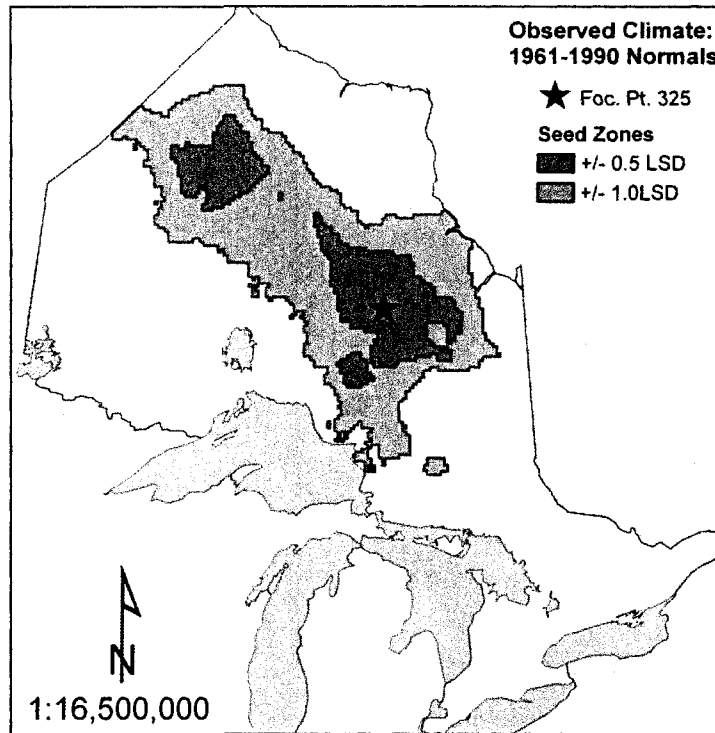 Observed Climate:
1961-1990 Normals
Foc. Pt. 325
Seed Zones
+/- 0.5 LSD
+/- 1.0LSD
N
1:16,500,000